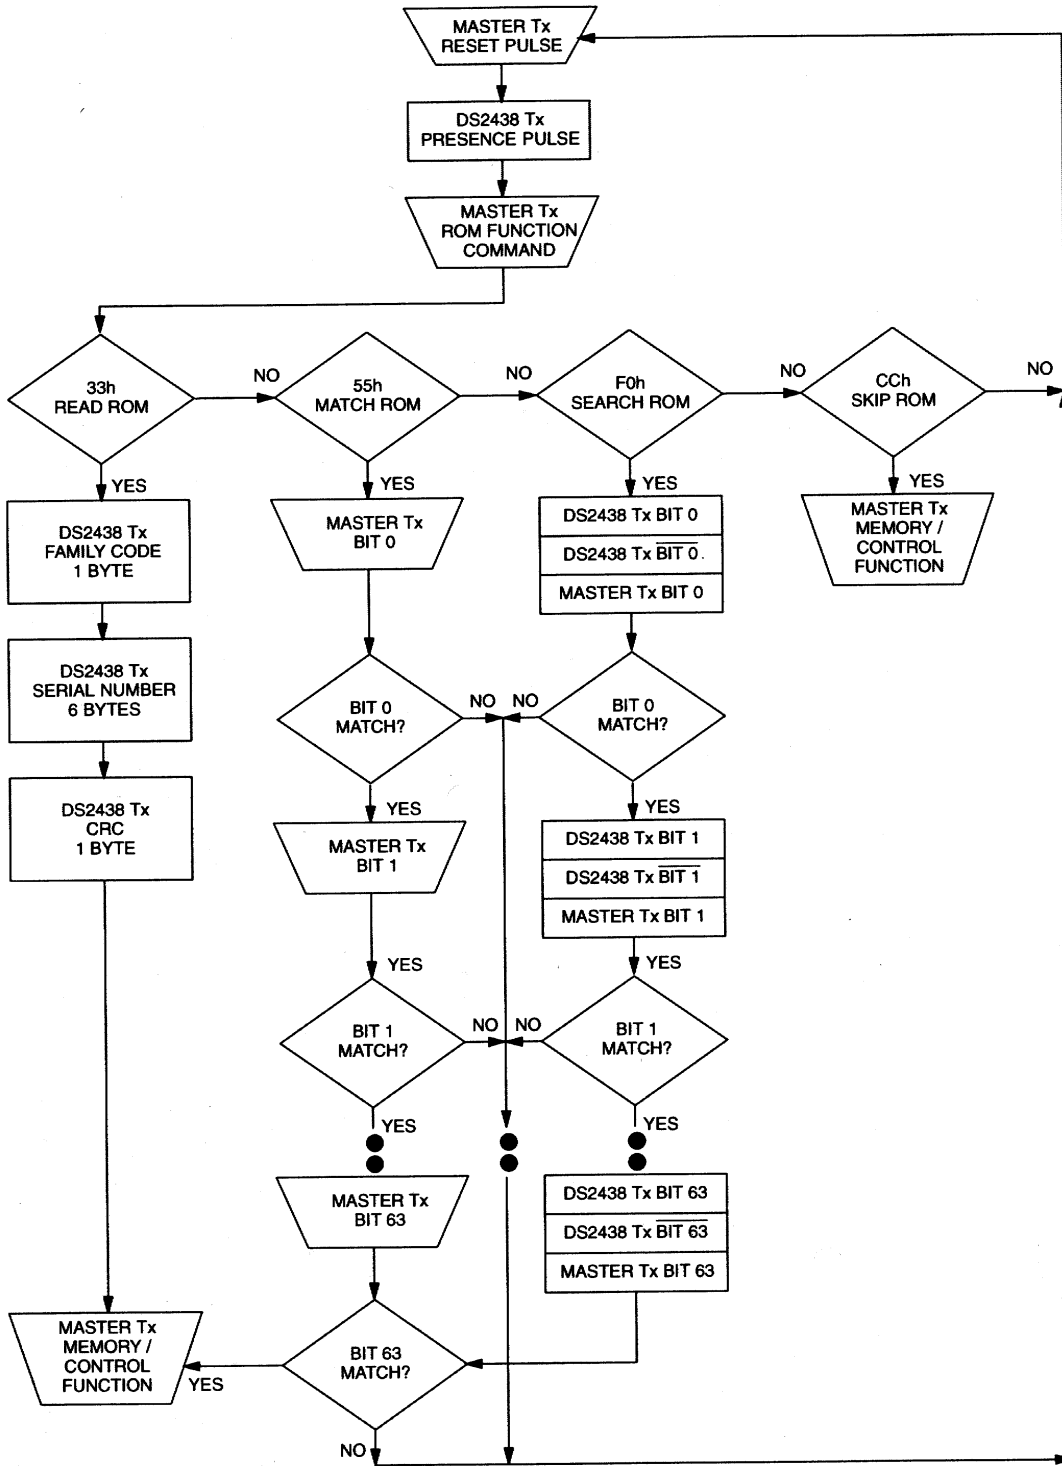 MASTER Tx
RESET PULSE
DS2438 Tx
PRESENCE PULSE
MASTER Tx
ROM FUNCTION
COMMAND
33h
READ ROM
NO
55h
MATCH ROM
NO
F0h
SEARCH ROM
NO
CCh
SKIP ROM
NO
YES
YES
YES
YES
DS2438 Tx
FAMILY CODE
1 BYTE
MASTER Tx
BIT 0
DS2438 Tx BIT 0
DS2438 Tx B̅I̅T̅ ̅0̅
MASTER Tx BIT 0
MASTER Tx
MEMORY /
CONTROL
FUNCTION
DS2438 Tx
SERIAL NUMBER
6 BYTES
BIT 0
MATCH?
NO
NO
BIT 0
MATCH?
DS2438 Tx
CRC
1 BYTE
YES
YES
MASTER Tx
BIT 1
DS2438 Tx BIT 1
DS2438 Tx B̅I̅T̅ ̅1̅
MASTER Tx BIT 1
YES
YES
BIT 1
MATCH?
NO
NO
BIT 1
MATCH?
YES
YES
MASTER Tx
BIT 63
DS2438 Tx BIT 63
DS2438 Tx B̅I̅T̅ ̅6̅3̅
MASTER Tx BIT 63
MASTER Tx
MEMORY /
CONTROL
FUNCTION
YES
BIT 63
MATCH?
NO